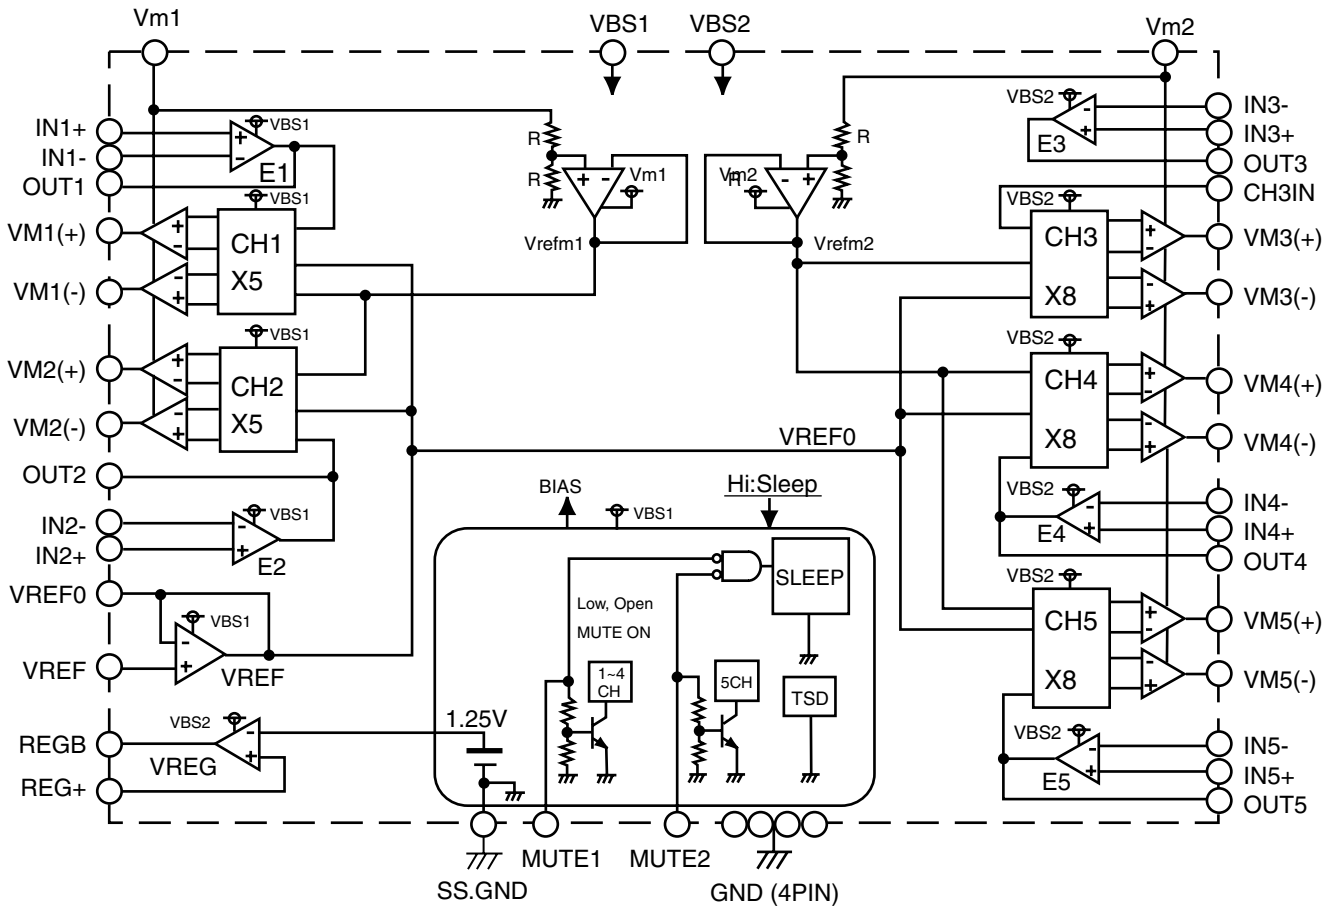 Vm1
VBS1
VBS2
Vm2
IN1+
IN1-
OUT1
VM1(+)
VM1(-)
VM2(+)
VM2(-)
OUT2
IN2-
IN2+
VREF0
VREF
REGB
REG+
+
-
VBS1
E1
VBS1
CH1
X5
+
-
-
+
VBS1
CH2
X5
+
-
-
+
VBS1
-
+
E2
VBS1
-
+
VREF
VBS2
-
+
VREG
R
R
+ -
Vm1
Vrefm1
R
R
- +
Vm2
Vrefm2
VREF0
BIAS
VBS1
Hi:Sleep
SLEEP
Low, Open
MUTE ON
1~4
CH
5CH
TSD
1.25V
VBS2
-
+
E3
VBS2
CH3
X8
+
-
-
+
VBS2
CH4
X8
+
-
-
+
VBS2
-
+
E4
VBS2
CH5
X8
+
-
-
+
VBS2
-
+
E5
IN3-
IN3+
OUT3
CH3IN
VM3(+)
VM3(-)
VM4(+)
VM4(-)
IN4-
IN4+
OUT4
VM5(+)
VM5(-)
IN5-
IN5+
OUT5
SS.GND
MUTE1
MUTE2
GND (4PIN)